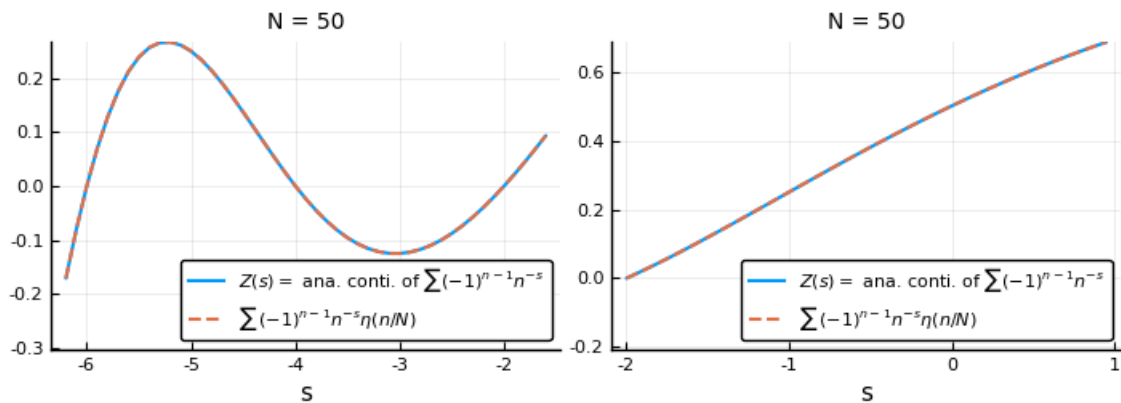 N = 50
0.2
0.1
0.0
-0.1
-0.2
-0.3
Z(s) = ana. conti. of ∑(-1)^{n-1}n^{-s}
∑(-1)^{n-1}n^{-s}η(n/N)
-6 -5 -4 -3 -2
s
N = 50
0.6
0.4
0.2
0.0
-0.2
Z(s) = ana. conti. of ∑(-1)^{n-1}n^{-s}
∑(-1)^{n-1}n^{-s}η(n/N)
-2 -1 0 1
s